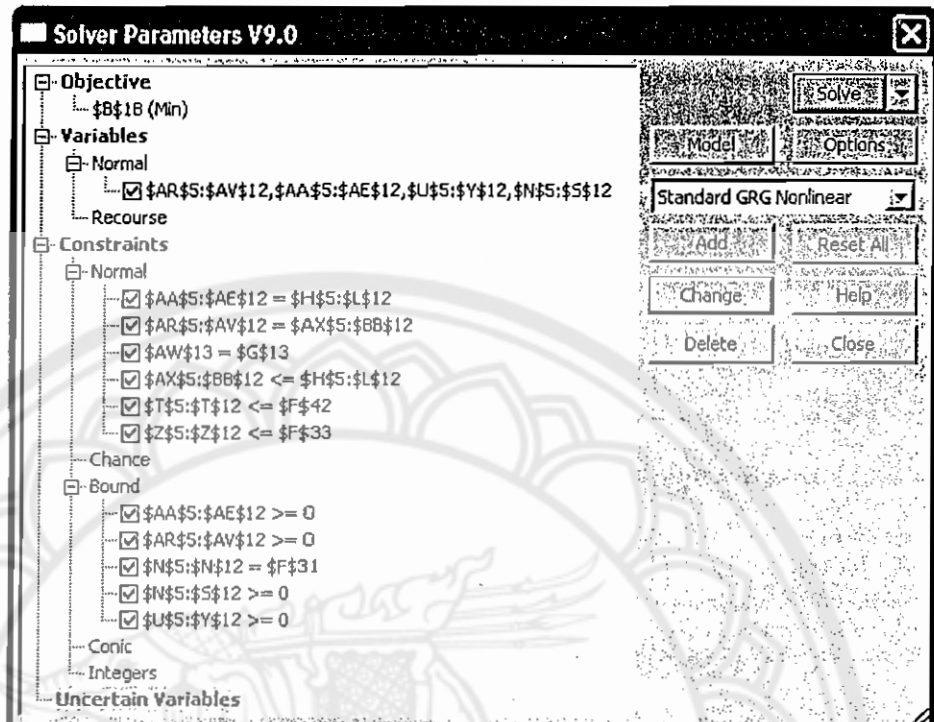 Solver Parameters V9.0
Objective
$B$18 (Min)
Variables
Normal
$AR$5:$AV$12,$AA$5:$AE$12,$U$5:$Y$12,$N$5:$S$12
Recourse
Constraints
Normal
$AA$5:$AE$12 = $H$5:$L$12
$AR$5:$AV$12 = $AX$5:$BB$12
$AW$13 = $G$13
$AX$5:$BB$12 <= $H$5:$L$12
$T$5:$T$12 <= $F$42
$Z$5:$Z$12 <= $F$33
Chance
Bound
$AA$5:$AE$12 >= 0
$AR$5:$AV$12 >= 0
$N$5:$N$12 = $F$31
$N$5:$S$12 >= 0
$U$5:$Y$12 >= 0
Conic
Integers
Uncertain Variables
Solve
Model Options
Standard GRG Nonlinear
Add Reset All
Change Help
Delete Close